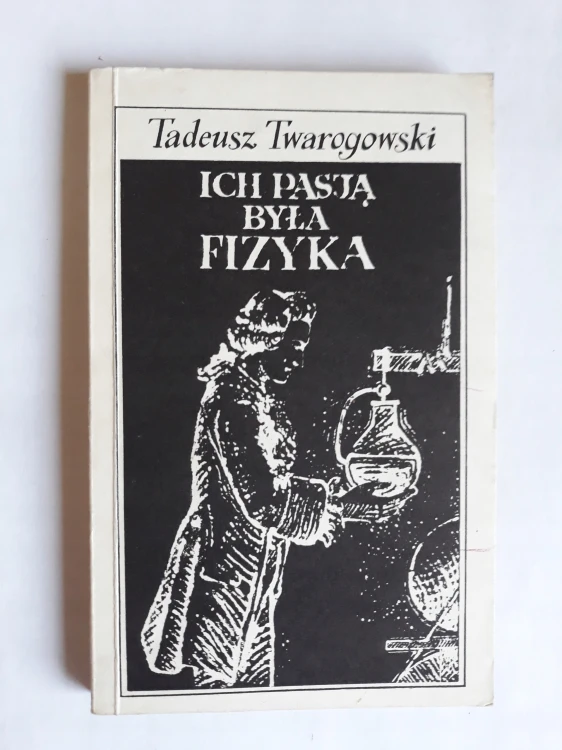 Tadeusz Twarogowski
ICH PASJĄ
BYŁA
FIZYKA